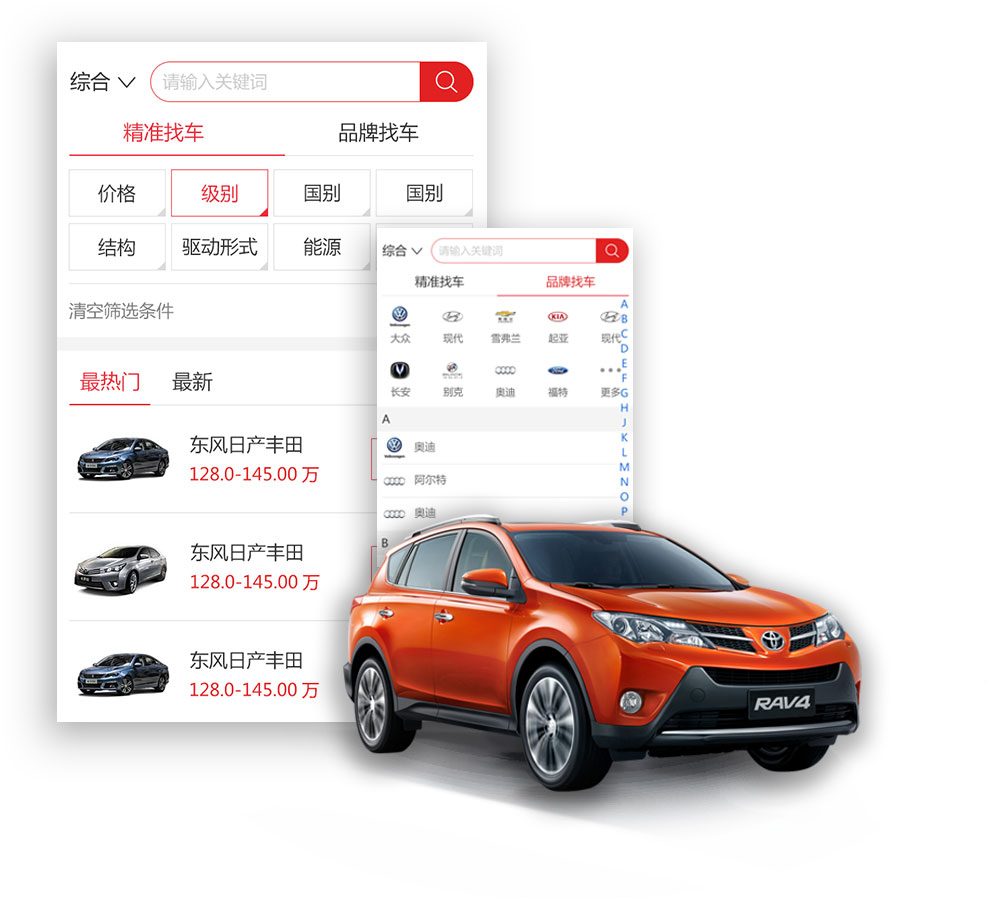 综合
请输入关键词
精准找车 品牌找车
价格 级别 国别 国别
结构 驱动形式 能源
清空筛选条件
最热门 最新
东风日产丰田
128.0-145.00 万
东风日产丰田
128.0-145.00 万
东风日产丰田
128.0-145.00 万
综合
请输入关键词
精准找车 品牌找车
大众 现代 雪弗兰 起亚 现代
长安 别克 奥迪 福特 更多
A
奥迪
阿尔特
奥迪
B
A
B
C
D
E
F
G
H
J
K
L
M
N
O
P
KIA
Ford
RAV4